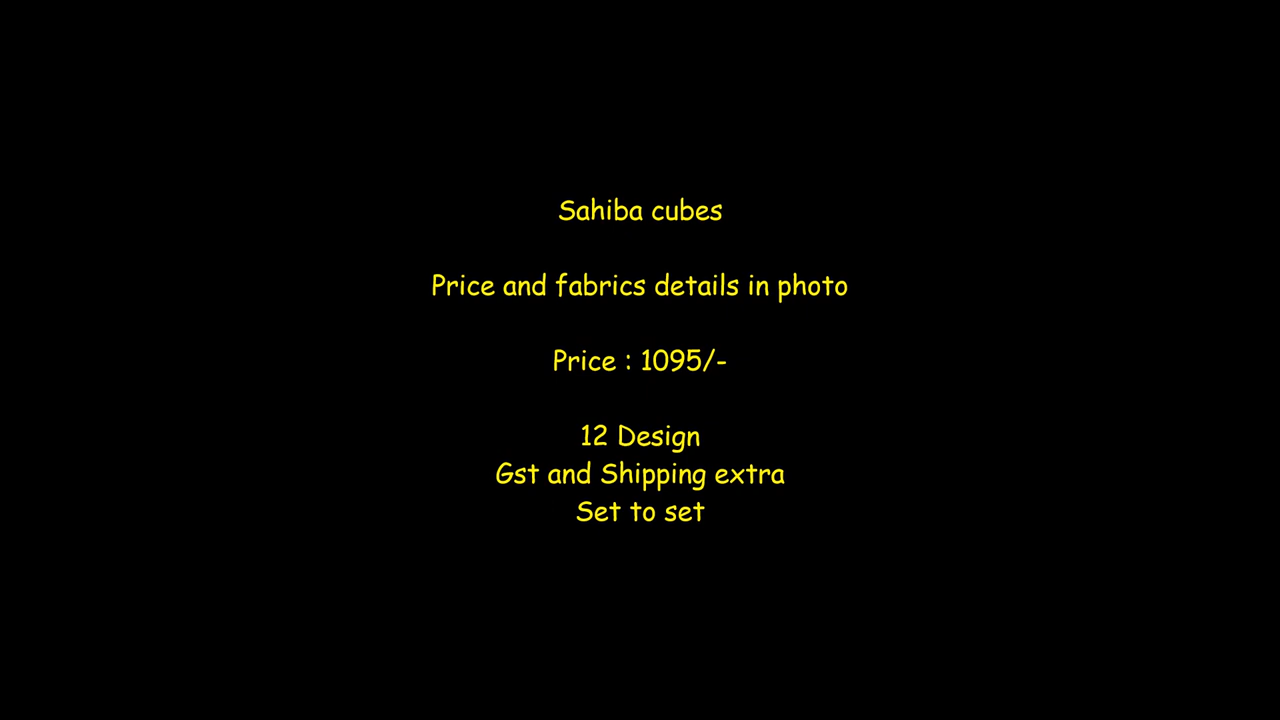 Sahiba cubes
Price and fabrics details in photo
Price : 1095/-
12 Design
Gst and Shipping extra
Set to set